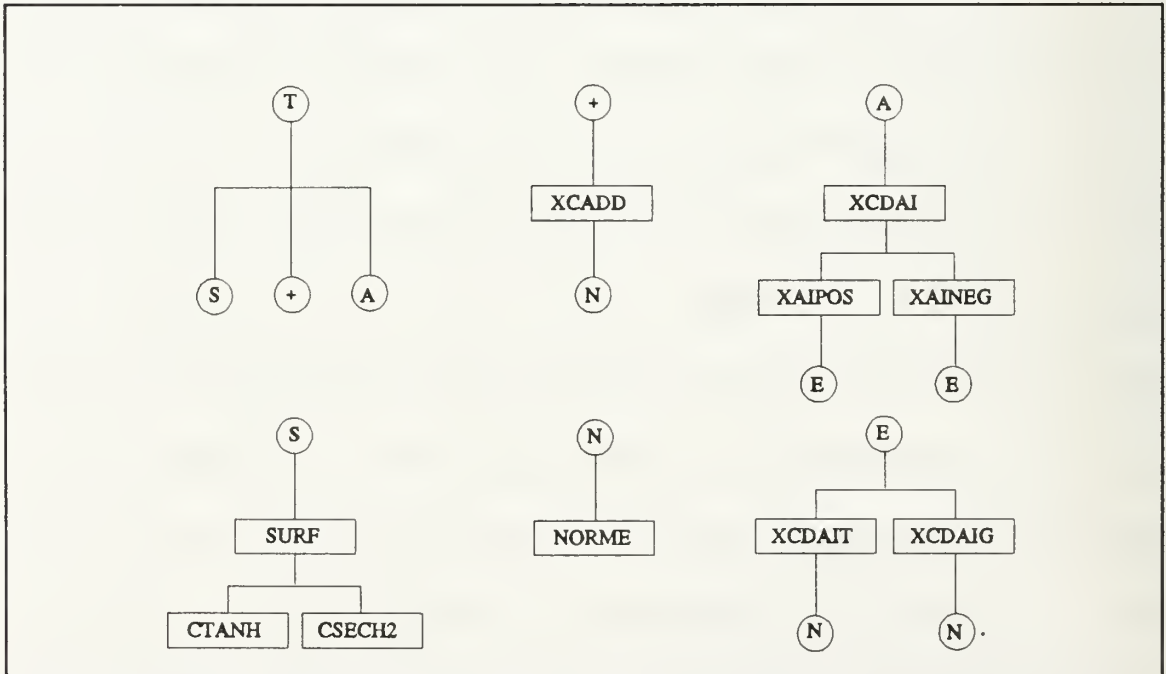 T + A
XCADD XCDAI
S + A N XAIPOS XAINEG
E E
S N E
SURF NORME XCDAIT XCDAIG
CTANH CSECH2 N N .